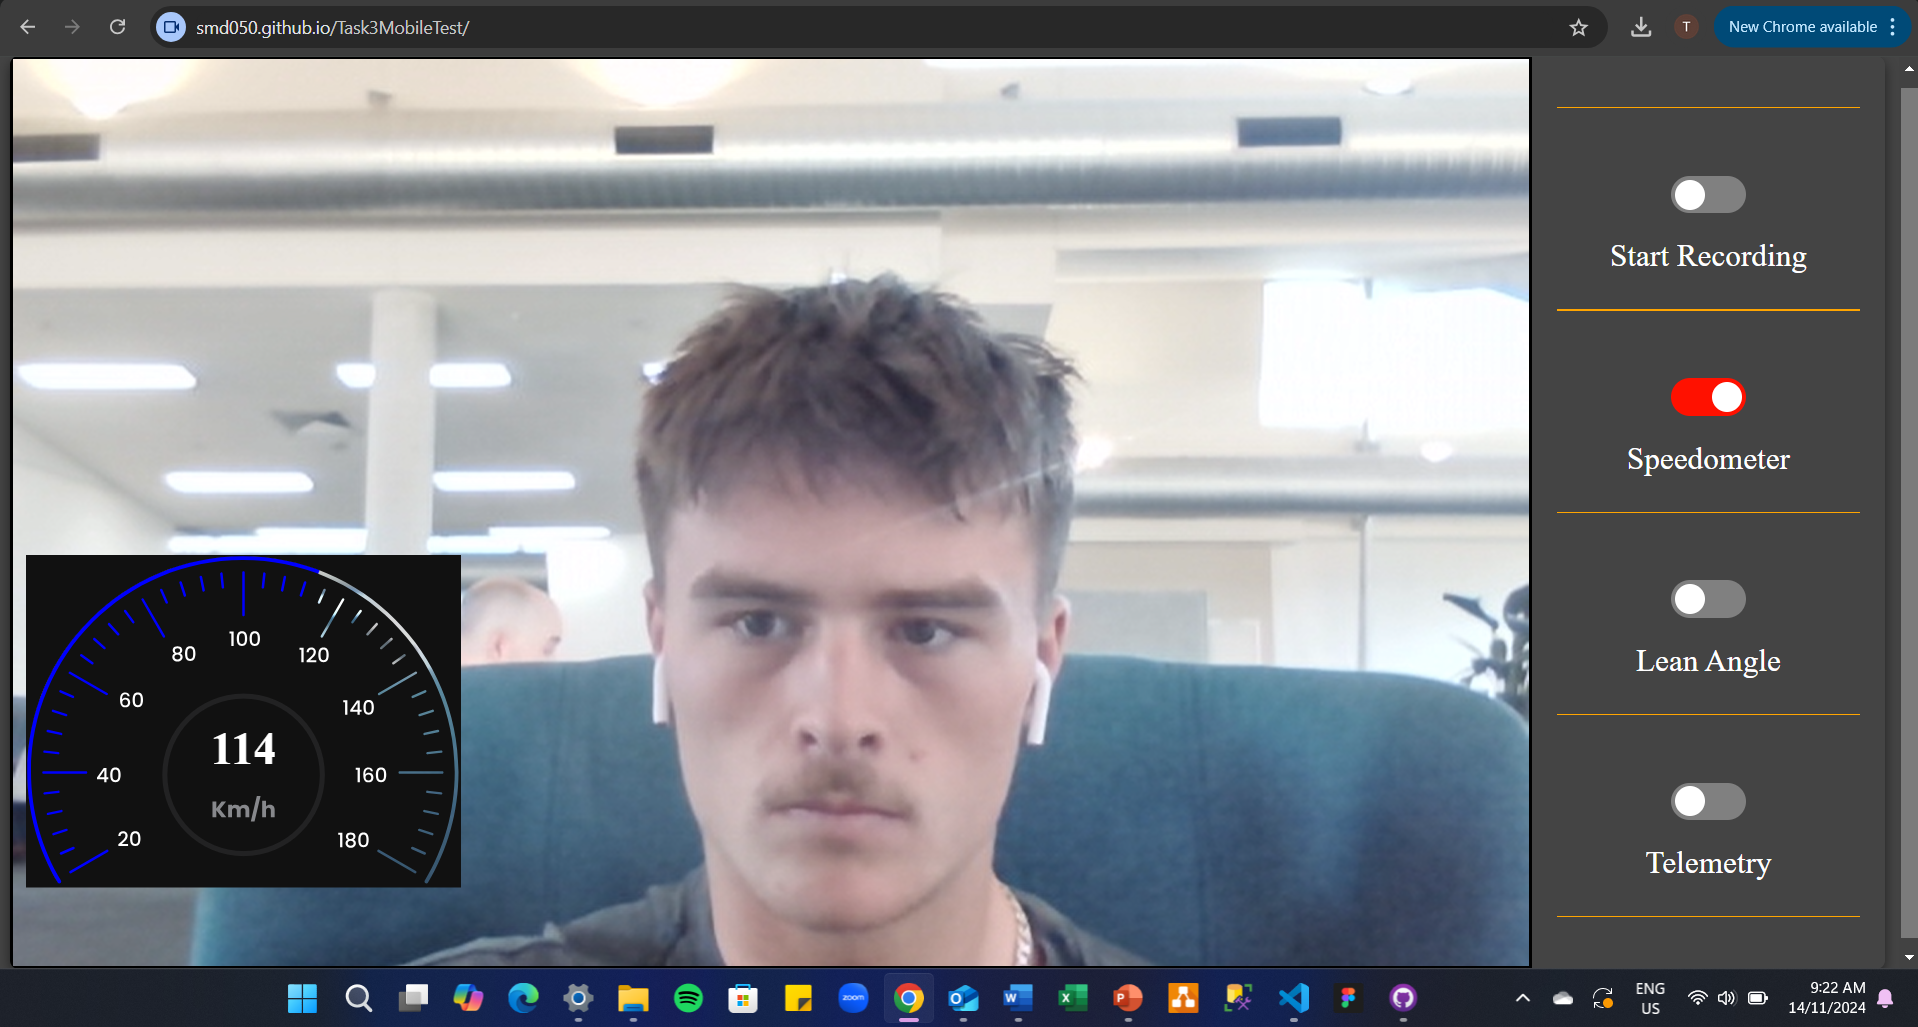 smd050.github.io/Task3MobileTest/
T
New Chrome available
Start Recording
Speedometer
Lean Angle
Telemetry
100
80
120
60
140
114
40
160
Km/h
20
180
zoom
ENG
US
9:22 AM
14/11/2024